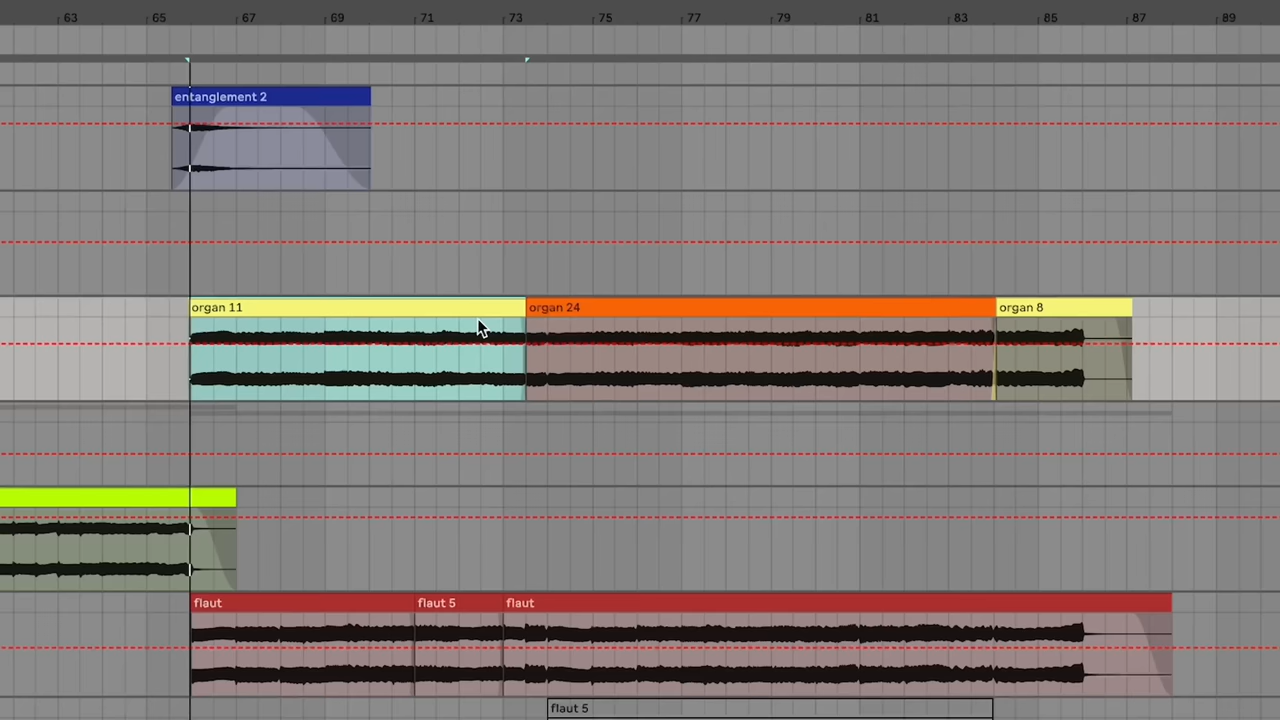 63 65 67 69 71 73 75 77 79 81 83 85 87 89
entanglement 2
organ 11 organ 24 organ 8
flaut flaut 5 flaut
flaut 5